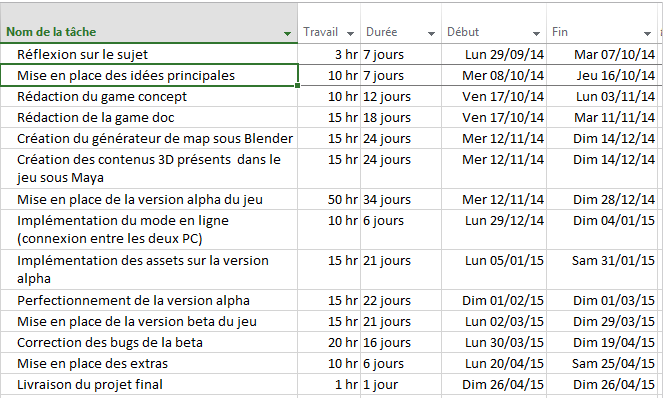 Nom de la tâche Travail Durée Début Fin
Réflexion sur le sujet 3 hr 7 jours Lun 29/09/14 Mar 07/10/14
Mise en place des idées principales 10 hr 7 jours Mer 08/10/14 Jeu 16/10/14
Rédaction du game concept 10 hr 12 jours Ven 17/10/14 Lun 03/11/14
Rédaction de la game doc 15 hr 18 jours Ven 17/10/14 Mar 11/11/14
Création du générateur de map sous Blender 15 hr 24 jours Mer 12/11/14 Dim 14/12/14
Création des contenus 3D présents dans le 15 hr 24 jours Mer 12/11/14 Dim 14/12/14
jeu sous Maya
Mise en place de la version alpha du jeu 50 hr 34 jours Mer 12/11/14 Dim 28/12/14
Implémentation du mode en ligne 10 hr 6 jours Lun 29/12/14 Dim 04/01/15
(connexion entre les deux PC)
Implémentation des assets sur la version 15 hr 21 jours Lun 05/01/15 Sam 31/01/15
alpha
Perfectionnement de la version alpha 15 hr 22 jours Dim 01/02/15 Dim 01/03/15
Mise en place de la version beta du jeu 15 hr 21 jours Lun 02/03/15 Dim 29/03/15
Correction des bugs de la beta 20 hr 16 jours Lun 30/03/15 Dim 19/04/15
Mise en place des extras 10 hr 6 jours Lun 20/04/15 Sam 25/04/15
Livraison du projet final 1 hr 1 jour Dim 26/04/15 Dim 26/04/15